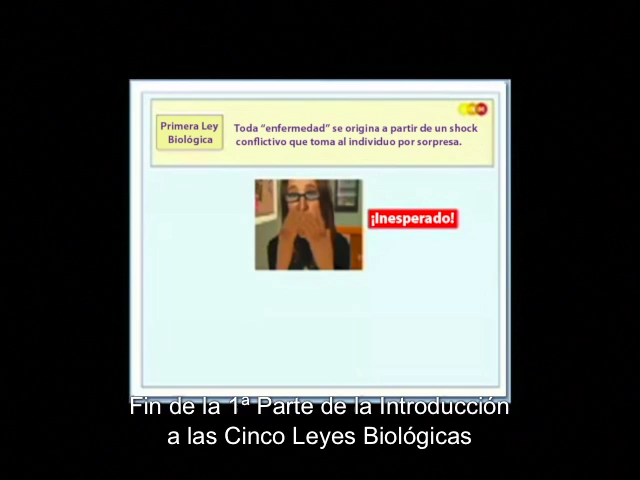 Primera Ley
Biológica
Toda “enfermedad” se origina a partir de un shock
conflictivo que toma al individuo por sorpresa.
¡Inesperado!
Fin de la 1ª Parte de la Introducción
a las Cinco Leyes Biológicas